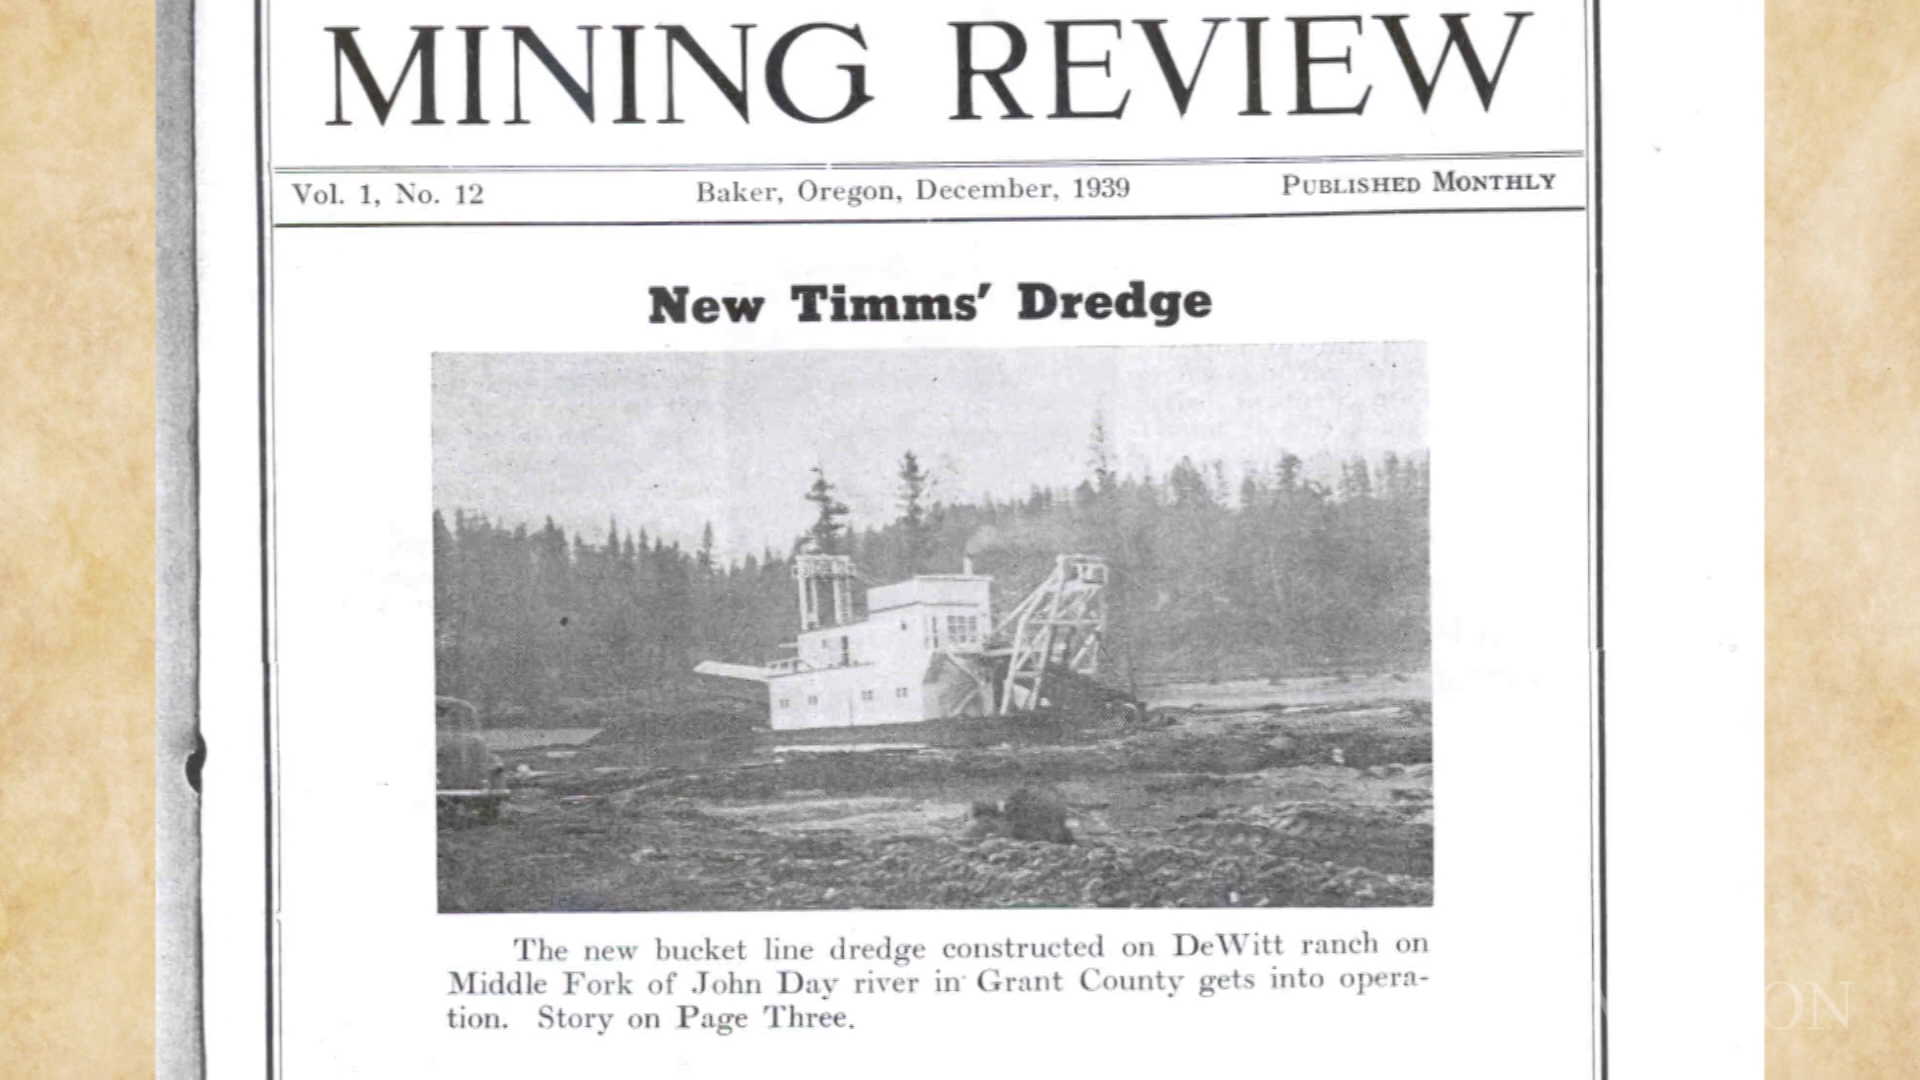 MINING REVIEW
Vol. 1, No. 12 Baker, Oregon, December, 1939 PUBLISHED MONTHLY
New Timms' Dredge
The new bucket line dredge constructed on DeWitt ranch on
Middle Fork of John Day river in Grant County gets into opera-
tion. Story on Page Three.